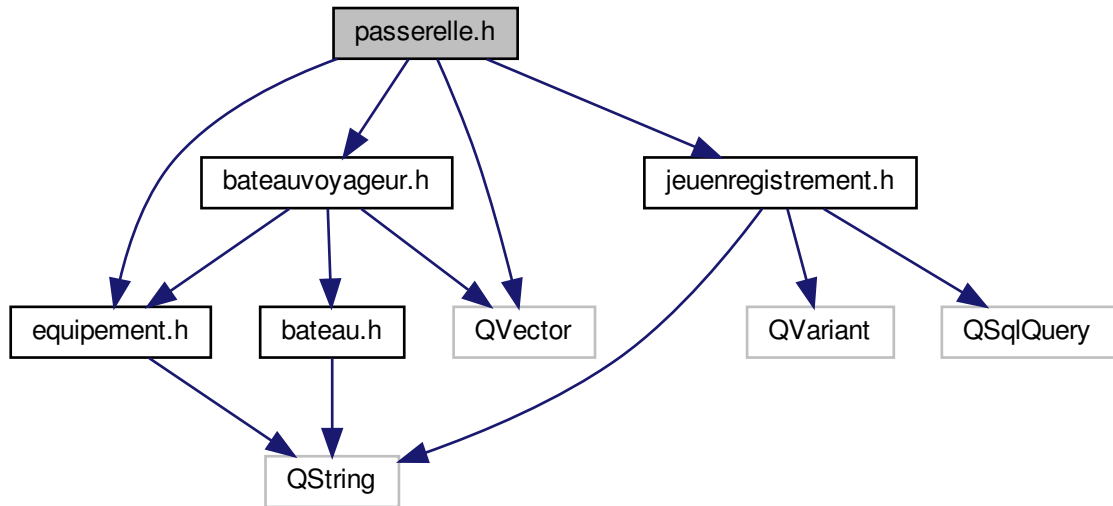 passerelle.h
bateauvoyageur.h
jeuenregistrement.h
equipement.h
bateau.h
QVector
QVariant
QSqlQuery
QString